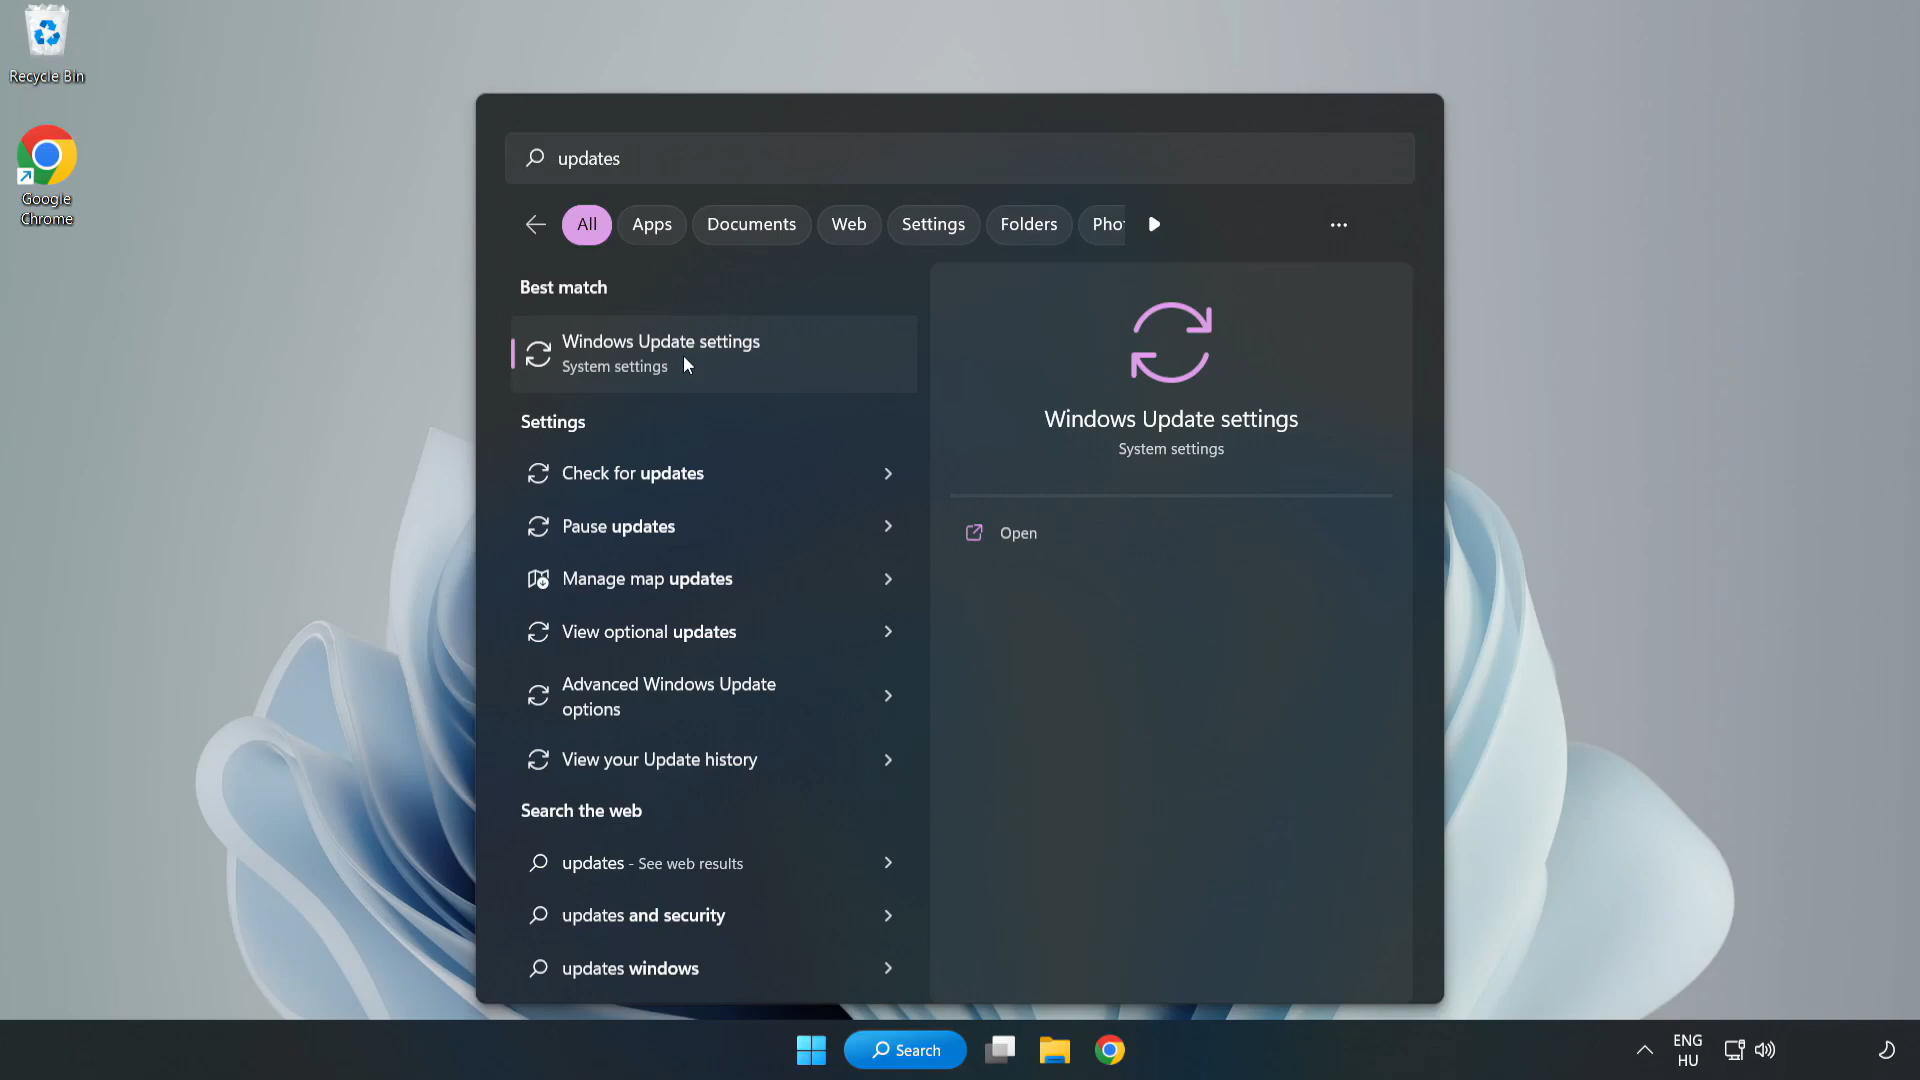 Recycle Bin
Google
Chrome
updates
All
Apps
Documents
Web
Settings
Folders
Pho
Best match
Windows Update settings
System settings
Settings
Check for updates
Pause updates
Manage map updates
View optional updates
Advanced Windows Update
options
View your Update history
Search the web
updates - See web results
updates and security
updates windows
Windows Update settings
System settings
Open
Search
ENG
HU